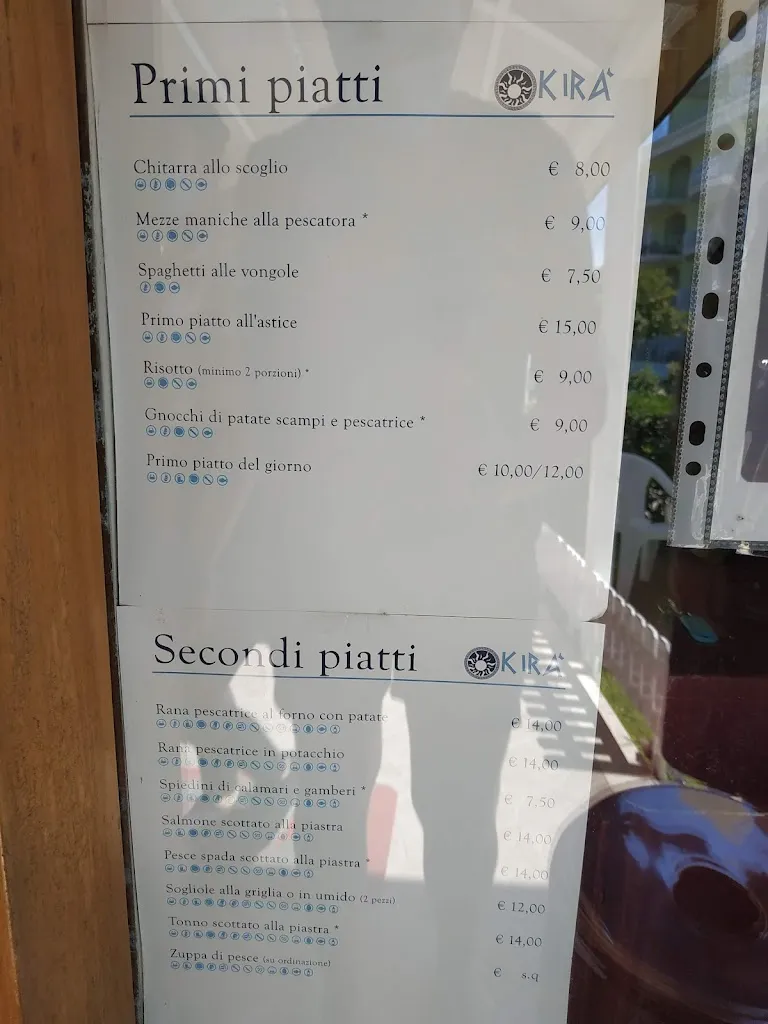 Primi piatti KIRA'
Chitarra allo scoglio € 8,00
Mezze maniche alla pescatora * € 9,00
Spaghetti alle vongole € 7,50
Primo piatto all'astice € 15,00
Risotto (minimo 2 porzioni) * € 9,00
Gnocchi di patate scampi e pescatrice * € 9,00
Primo piatto del giorno € 10,00/12,00
Secondi piatti KIRA'
Rana pescatrice al forno con patate € 14,00
Rana pescatrice in potacchio € 14,00
Spiedini di calamari e gamberi * € 7,50
Salmone scottato alla piastra € 14,00
Pesce spada scottato alla piastra * € 14,00
Sogliole alla griglia o in umido (2 pezzi) € 12,00
Tonno scottato alla piastra * € 14,00
Zuppa di pesce (su ordinazione) € s.q